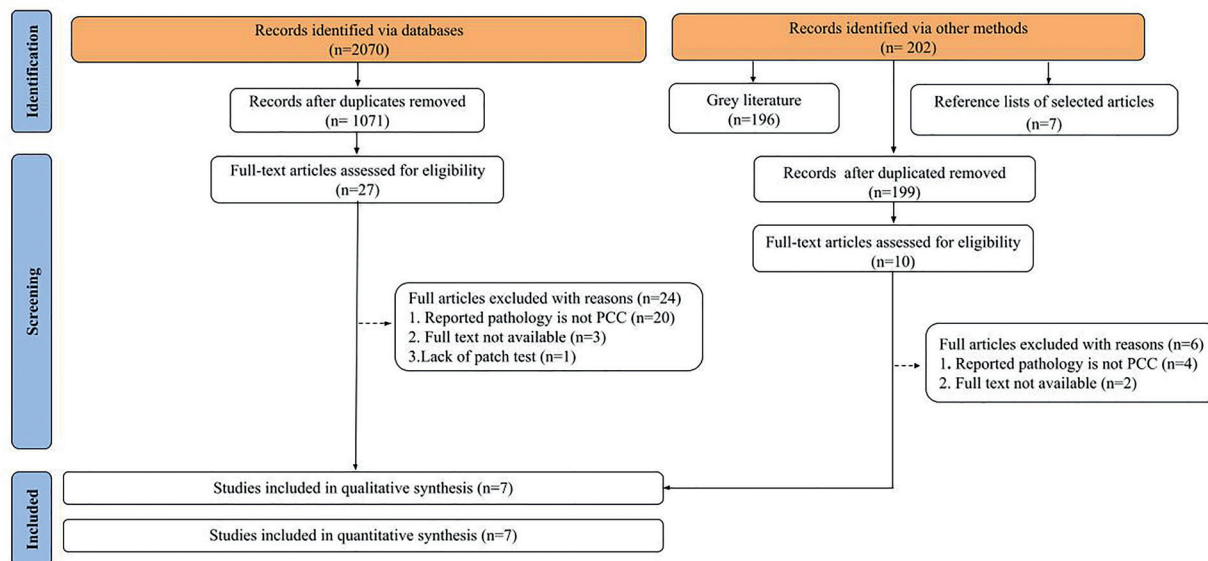 Identification
Records identified via databases
(n=2070)
Records after duplicates removed
(n= 1071)
Records identified via other methods
(n= 202)
Grey literature
(n=196)
Reference lists of selected articles
(n=7)
Screening
Full-text articles assessed for eligibility
(n=27)
Records after duplicated removed
(n=199)
Full-text articles assessed for eligibility
(n=10)
Full articles excluded with reasons (n=24)
1. Reported pathology is not PCC (n=20)
2. Full text not available (n=3)
3.Lack of patch test (n=1)
Full articles excluded with reasons (n=6)
1. Reported pathology is not PCC (n=4)
2. Full text not available (n=2)
Included
Studies included in qualitative synthesis (n=7)
Studies included in quantitative synthesis (n=7)